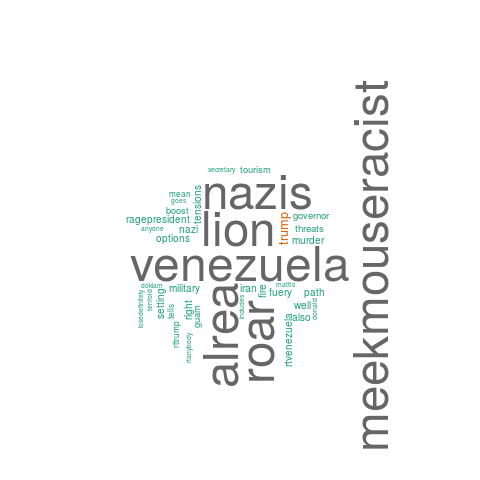 meekmouseracist
secretary
tourism
mean
goes
nazis
tensions
boost
ragepresident
lion
trump
governor
anyone
nazi
threats
options
murder
venezuela
doklam
military
iran
mattis
losedefinitely
tenfold
setting
tells
right
guam
alrea
includes
roar
fire
fuery
path
well
also
donald
rttrump
rtanybody
rtvenezuela